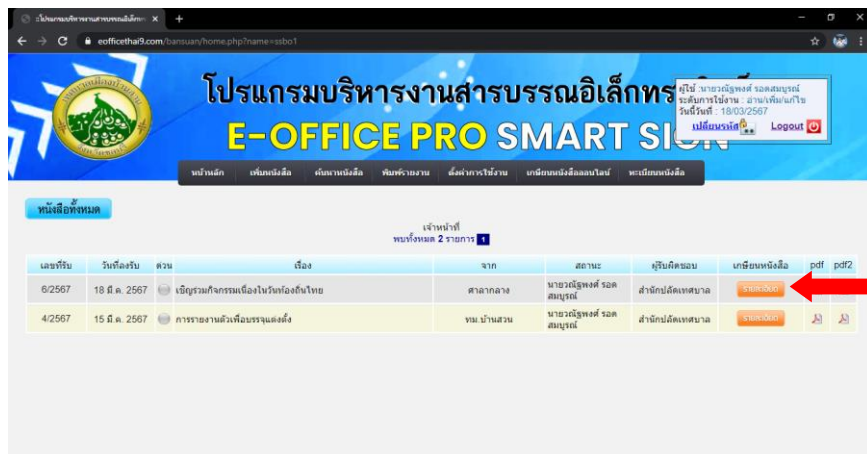 eofficethai9.com/bansuan/home.php?name=ssbo1
โปรแกรมบริหารงานสารบรรณอิเล็กทร
E-OFFICE PRO SMART SIGN
ผู้ใช้ :นายวณัฐพงศ์ รอดสมบูรณ์
ระดับการใช้งาน : อ่าน/เพิ่ม/แก้ไข
วันนี้วันที่ : 18/03/2567
เปลี่ยนรหัส Logout
หน้าหลัก เพิ่มหนังสือ ค้นหาหนังสือ พิมพ์รายงาน ตั้งค่าการใช้งาน เกษียนหนังสือออนไลน์ ทะเบียนหนังสือ
หนังสือทั้งหมด
เจ้าหน้าที่
พบทั้งหมด 2 รายการ 1
เลขที่รับ วันที่ลงรับ ด่วน เรื่อง จาก สถานะ ผู้รับผิดชอบ เกษียนหนังสือ pdf pdf2
6/2567 18 มี.ค. 2567 เชิญร่วมกิจกรรมเนื่องในวันท้องถิ่นไทย ศาลากลาง นายวณัฐพงศ์ รอดสมบูรณ์ สำนักปลัดเทศบาล รายละเอียด
4/2567 15 มี.ค. 2567 การรายงานตัวเพื่อบรรจุแต่งตั้ง ทม.บ้านสวน นายวณัฐพงศ์ รอดสมบูรณ์ สำนักปลัดเทศบาล รายละเอียด